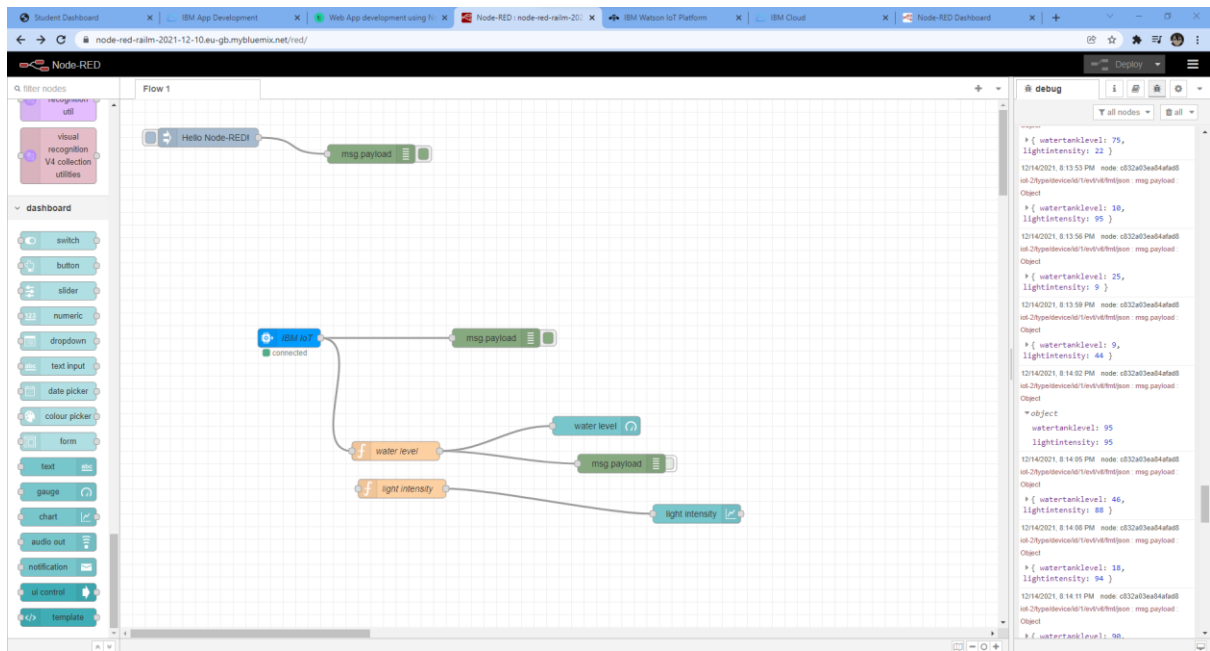 Student Dashboard
IBM App Development
Web App development using N
Node-RED : node-red-railm-202
IBM Watson IoT Platform
IBM Cloud
Node-RED Dashboard
node-red-railm-2021-12-10.eu-gb.mybluemix.net/red/
Node-RED
Deploy
filter nodes
Flow 1
debug
all nodes
all
recognition
util
visual
recognition
V4 collection
utilities
dashboard
switch
button
slider
numeric
dropdown
text input
date picker
colour picker
form
text
gauge
chart
audio out
notification
ui control
template
Hello Node-RED!
msg.payload
IBM IoT
connected
msg.payload
water level
water level
msg.payload
light intensity
light intensity
Object
{ watertanklevel: 75,
lightintensity: 22 }
12/14/2021, 8:13:53 PM node: c832a03ea84afad8
iot-2/type/device/id/1/evt/vit/fmt/json : msg.payload :
Object
{ watertanklevel: 10,
lightintensity: 95 }
12/14/2021, 8:13:56 PM node: c832a03ea84afad8
iot-2/type/device/id/1/evt/vit/fmt/json : msg.payload :
Object
{ watertanklevel: 25,
lightintensity: 9 }
12/14/2021, 8:13:59 PM node: c832a03ea84afad8
iot-2/type/device/id/1/evt/vit/fmt/json : msg.payload :
Object
{ watertanklevel: 9,
lightintensity: 44 }
12/14/2021, 8:14:02 PM node: c832a03ea84afad8
iot-2/type/device/id/1/evt/vit/fmt/json : msg.payload :
Object
object
watertanklevel: 95
lightintensity: 95
12/14/2021, 8:14:05 PM node: c832a03ea84afad8
iot-2/type/device/id/1/evt/vit/fmt/json : msg.payload :
Object
{ watertanklevel: 46,
lightintensity: 88 }
12/14/2021, 8:14:08 PM node: c832a03ea84afad8
iot-2/type/device/id/1/evt/vit/fmt/json : msg.payload :
Object
{ watertanklevel: 18,
lightintensity: 94 }
12/14/2021, 8:14:11 PM node: c832a03ea84afad8
iot-2/type/device/id/1/evt/vit/fmt/json : msg.payload :
Object
{ watertanklevel: 90,